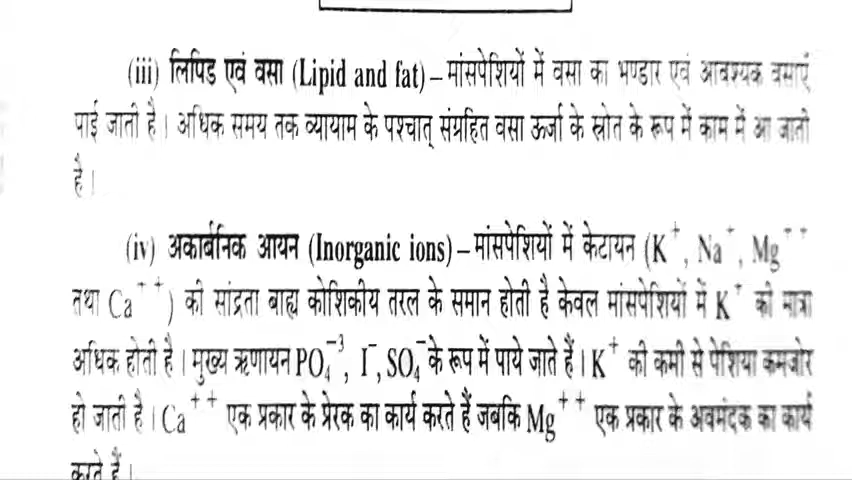 (iii) लिपिड एवं वसा (Lipid and fat) – मांसपेशियों में वसा का भण्डार एवं आवश्यक वसाएं
पाई जाती है। अधिक समय तक व्यायाम के पश्चात् संग्रहित वसा ऊर्जा के स्रोत के रूप में काम में आ जाती
है।
(iv) अकार्बनिक आयन (Inorganic ions) – मांसपेशियों में केटायन (K⁺, Na⁺, Mg⁺⁺
तथा Ca⁺⁺) की सांद्रता बाह्य कोशिकीय तरल के समान होती है केवल मांसपेशियों में K⁺ की मात्रा
अधिक होती है। मुख्य ऋणायन PO₄⁻³, I⁻, SO₄⁻ के रूप में पाये जाते हैं। K⁺ की कमी से पेशिया कमजोर
हो जाती है। Ca⁺⁺ एक प्रकार के प्रेरक का कार्य करते हैं जबकि Mg⁺⁺ एक प्रकार के अवमंदक का कार्य
करते हैं।